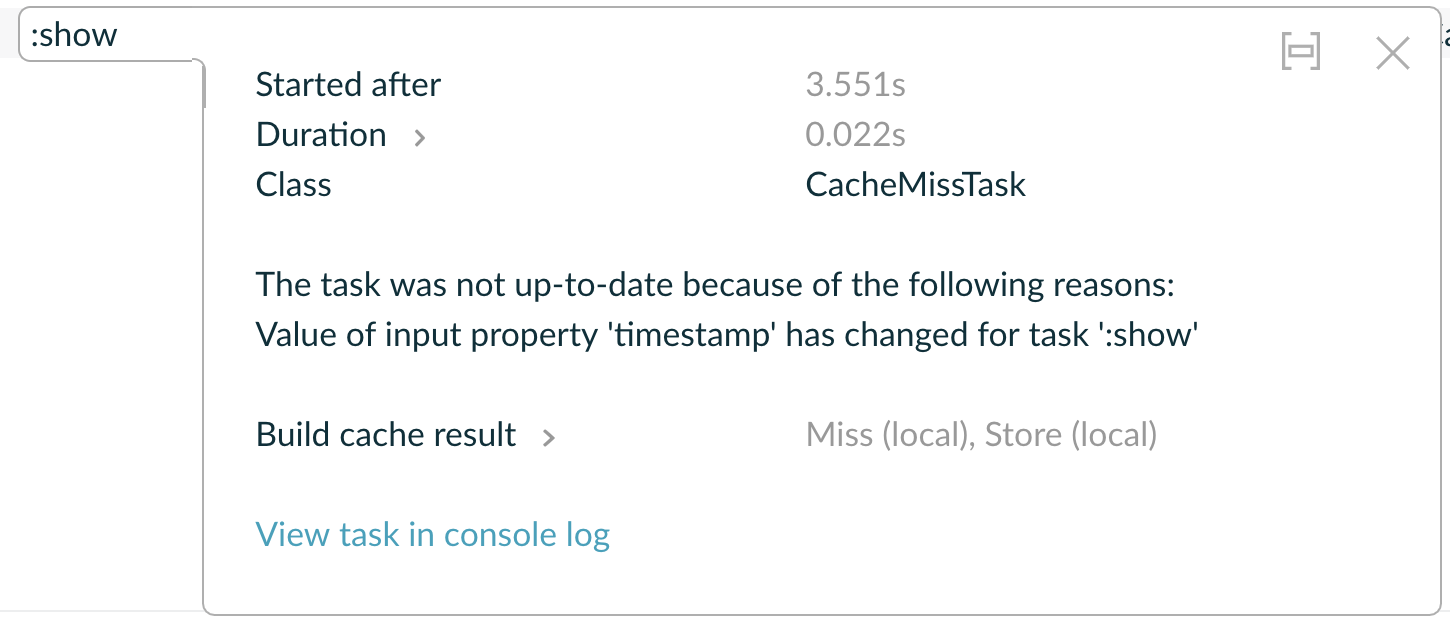 :show
Started after 3.551s
Duration 0.022s
Class CacheMissTask
The task was not up-to-date because of the following reasons:
Value of input property 'timestamp' has changed for task ':show'
Build cache result Miss (local), Store (local)
View task in console log